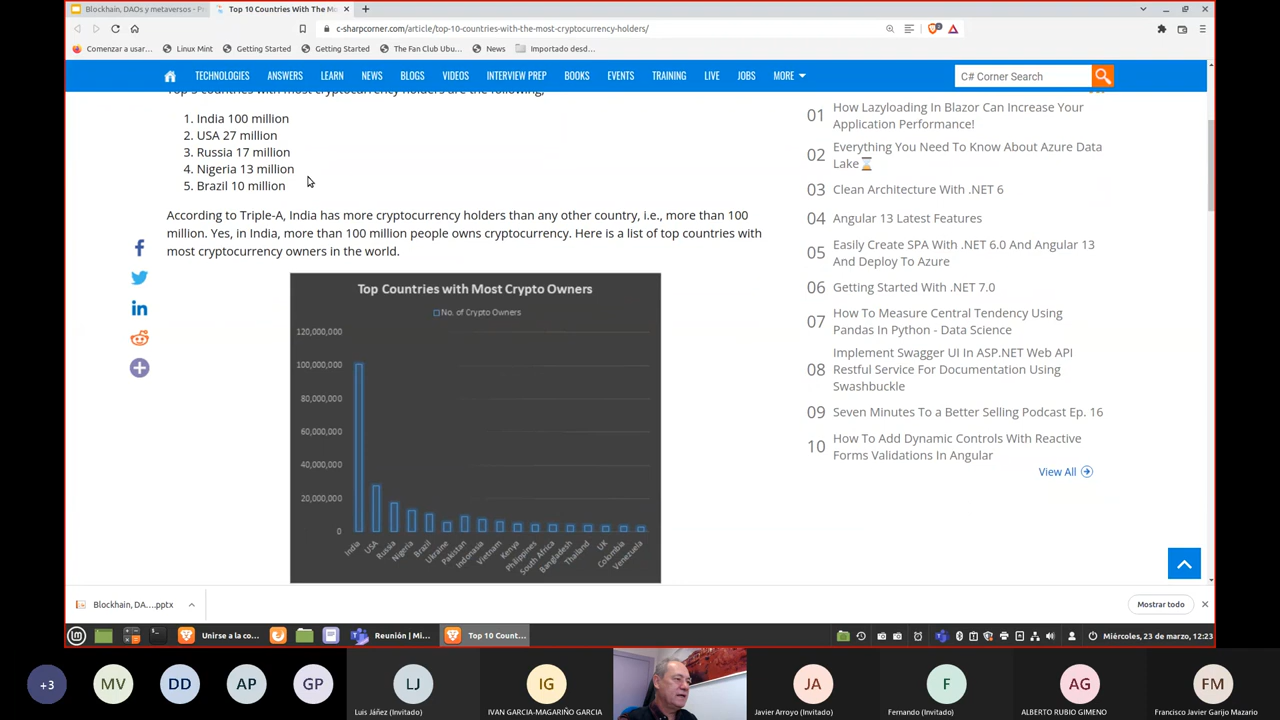 Blockhain, DAOs y metaversos - Pr
Top 10 Countries With The M
c-sharpcorner.com/article/top-10-countries-with-the-most-cryptocurrency-holders/
Comenzar a usar...
Linux Mint
Getting Started
Getting Started
The Fan Club Ubu...
News
Importado desd...
TECHNOLOGIES
ANSWERS
LEARN
NEWS
BLOGS
VIDEOS
INTERVIEW PREP
BOOKS
EVENTS
TRAINING
LIVE
JOBS
MORE
C# Corner Search
Top 5 countries with most cryptocurrency holders are the following,
1. India 100 million
2. USA 27 million
3. Russia 17 million
4. Nigeria 13 million
5. Brazil 10 million
According to Triple-A, India has more cryptocurrency holders than any other country, i.e., more than 100
million. Yes, in India, more than 100 million people owns cryptocurrency. Here is a list of top countries with
most cryptocurrency owners in the world.
Top Countries with Most Crypto Owners
No. of Crypto Owners
120,000,000
100,000,000
80,000,000
60,000,000
40,000,000
20,000,000
0
India
USA
Russia
Nigeria
Brazil
Ukraine
Pakistan
Indonasia
Vietnam
Kenya
Philippines
South Africa
Bangladesh
Thailand
UK
Colombia
Venezuela
01 How Lazyloading In Blazor Can Increase Your
Application Performance!
02 Everything You Need To Know About Azure Data
Lake⌛
03 Clean Architecture With .NET 6
04 Angular 13 Latest Features
05 Easily Create SPA With .NET 6.0 And Angular 13
And Deploy To Azure
06 Getting Started With .NET 7.0
07 How To Measure Central Tendency Using
Pandas In Python - Data Science
08 Implement Swagger UI In ASP.NET Web API
Restful Service For Documentation Using
Swashbuckle
09 Seven Minutes To a Better Selling Podcast Ep. 16
10 How To Add Dynamic Controls With Reactive
Forms Validations In Angular
View All
Blockhain, DA....pptx
Mostrar todo
Unirse a la co...
Reunión | Mi...
Top 10 Count...
Miércoles, 23 de marzo, 12:23
+3
MV
DD
AP
GP
LJ
Luis Jáñez (Invitado)
IG
IVAN GARCIA-MAGARIÑO GARCIA
JA
Javier Arroyo (Invitado)
F
Fernando (Invitado)
AG
ALBERTO RUBIO GIMENO
FM
Francisco Javier Garijo Mazario